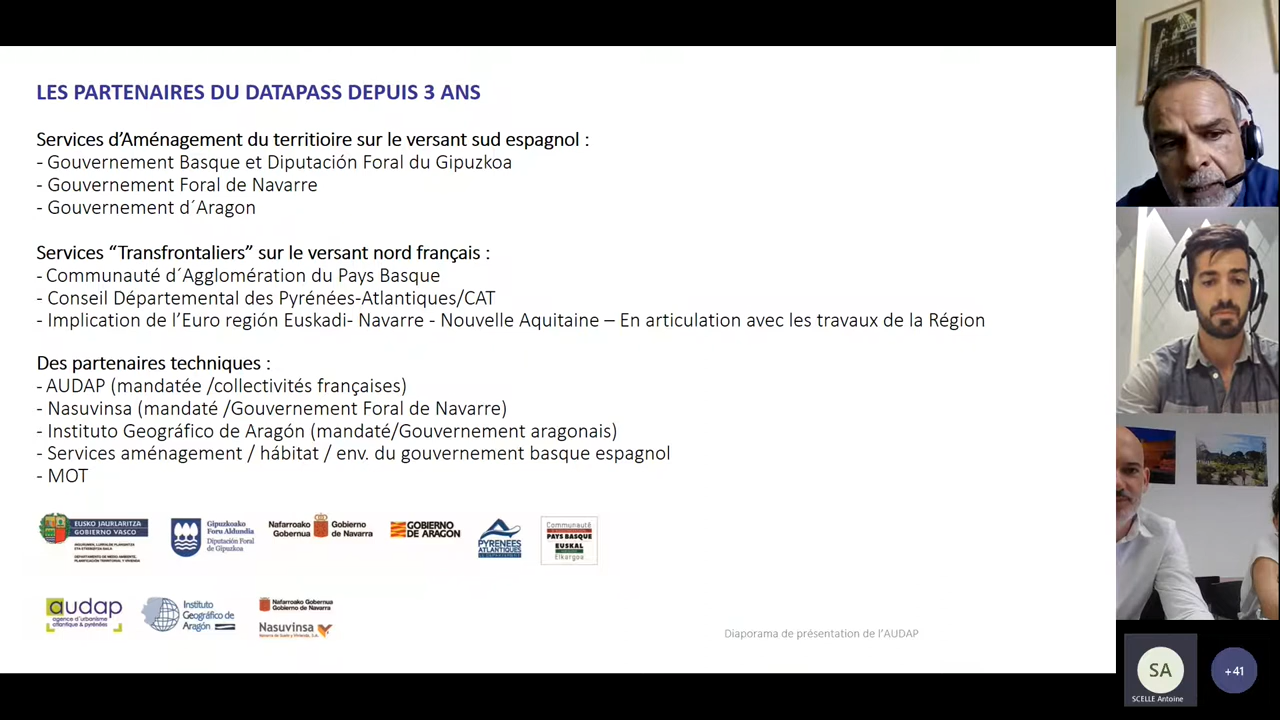 LES PARTENAIRES DU DATAPASS DEPUIS 3 ANS
Services d’Aménagement du territioire sur le versant sud espagnol :
- Gouvernement Basque et Diputación Foral du Gipuzkoa
- Gouvernement Foral de Navarre
- Gouvernement d´Aragon
Services “Transfrontaliers” sur le versant nord français :
- Communauté d´Agglomération du Pays Basque
- Conseil Départemental des Pyrénées-Atlantiques/CAT
- Implication de l’Euro región Euskadi- Navarre - Nouvelle Aquitaine – En articulation avec les travaux de la Région
Des partenaires techniques :
- AUDAP (mandatée /collectivités françaises)
- Nasuvinsa (mandaté /Gouvernement Foral de Navarre)
- Instituto Geográfico de Aragón (mandaté/Gouvernement aragonais)
- Services aménagement / hábitat / env. du gouvernement basque espagnol
- MOT
EUSKO JAURLARITZA
GOBIERNO VASCO
Gipuzkoako
Foru Aldundia
Diputación Foral
de Gipuzkoa
Nafarroako
Gobernua
Gobierno
de Navarra
GOBIERNO
DE ARAGON
PYRENEES
ATLANTIQUES
Communauté
PAYS BASQUE
EUSKAL
Elkargoa
audap
agence d'urbanisme
atlantique & pyrénées
Instituto
Geográfico de
Aragón
Nafarroako Gobernua
Gobierno de Navarra
Nasuvinsa
Diaporama de présentation de l’AUDAP
SA
SCELLE Antoine
+41